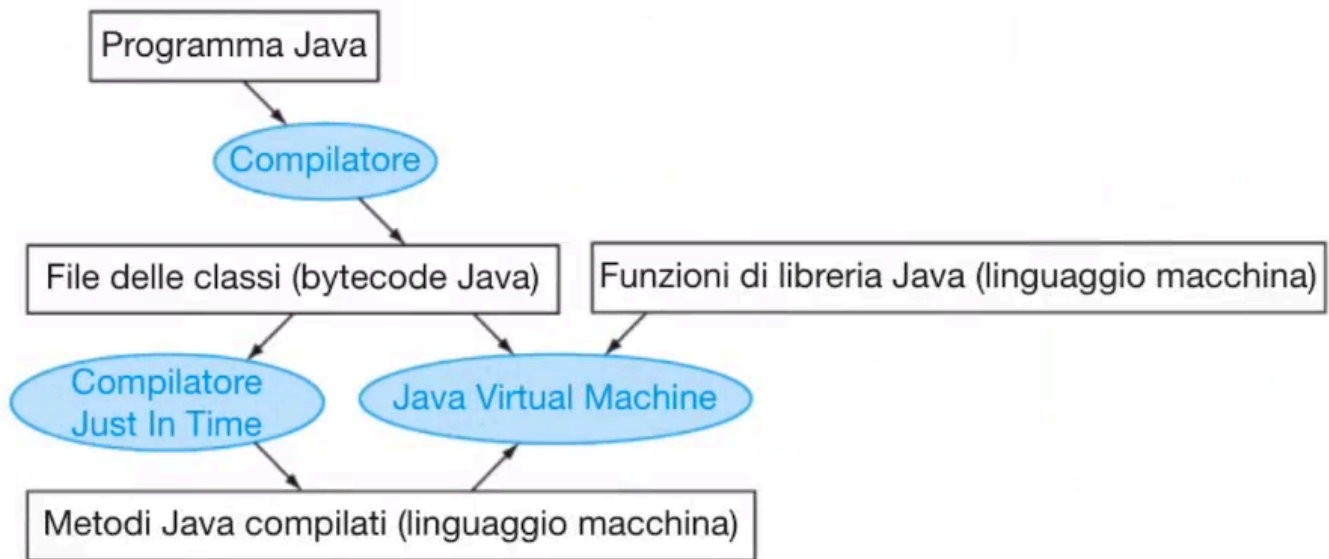 Programma Java
Compilatore
File delle classi (bytecode Java)
Funzioni di libreria Java (linguaggio macchina)
Compilatore
Just In Time
Java Virtual Machine
Metodi Java compilati (linguaggio macchina)